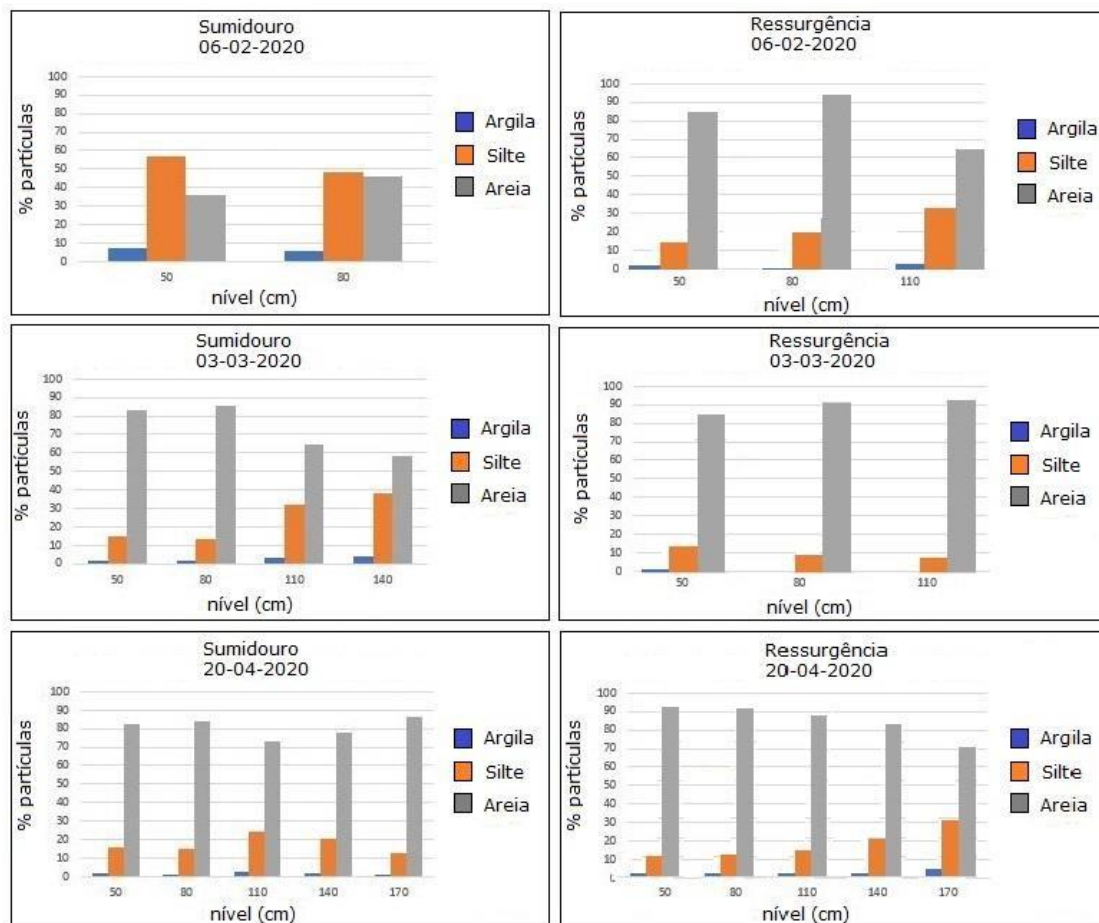 Sumidouro
06-02-2020
100
90
80
70
60
50
40
30
20
10
0
% partículas
50 80
nível (cm)
Argila
Silte
Areia
Ressurgência
06-02-2020
100
90
80
70
60
50
40
30
20
10
0
% partículas
50 80 110
nível (cm)
Argila
Silte
Areia
Sumidouro
03-03-2020
100
90
80
70
60
50
40
30
20
10
0
% partículas
50 80 110 140
nível (cm)
Argila
Silte
Areia
Ressurgência
03-03-2020
100
90
80
70
60
50
40
30
20
10
0
% partículas
50 80 110
nível (cm)
Argila
Silte
Areia
Sumidouro
20-04-2020
100
90
80
70
60
50
40
30
20
10
0
% partículas
50 80 110 140 170
nível (cm)
Argila
Silte
Areia
Ressurgência
20-04-2020
100
90
80
70
60
50
40
30
20
10
0
% partículas
50 80 110 140 170
nível (cm)
Argila
Silte
Areia